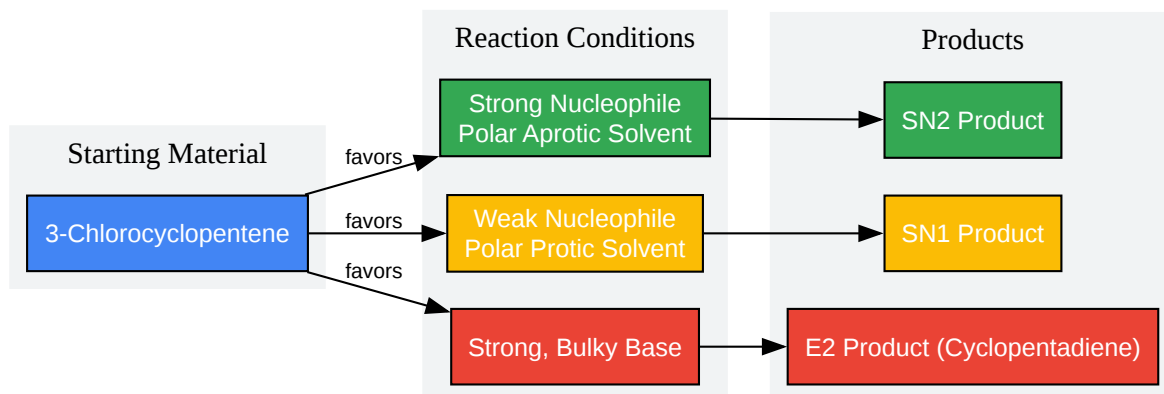 Starting Material
3-Chlorocyclopentene
favors
favors
favors
Reaction Conditions
Strong Nucleophile
Polar Aprotic Solvent
Weak Nucleophile
Polar Protic Solvent
Strong, Bulky Base
Products
SN2 Product
SN1 Product
E2 Product (Cyclopentadiene)